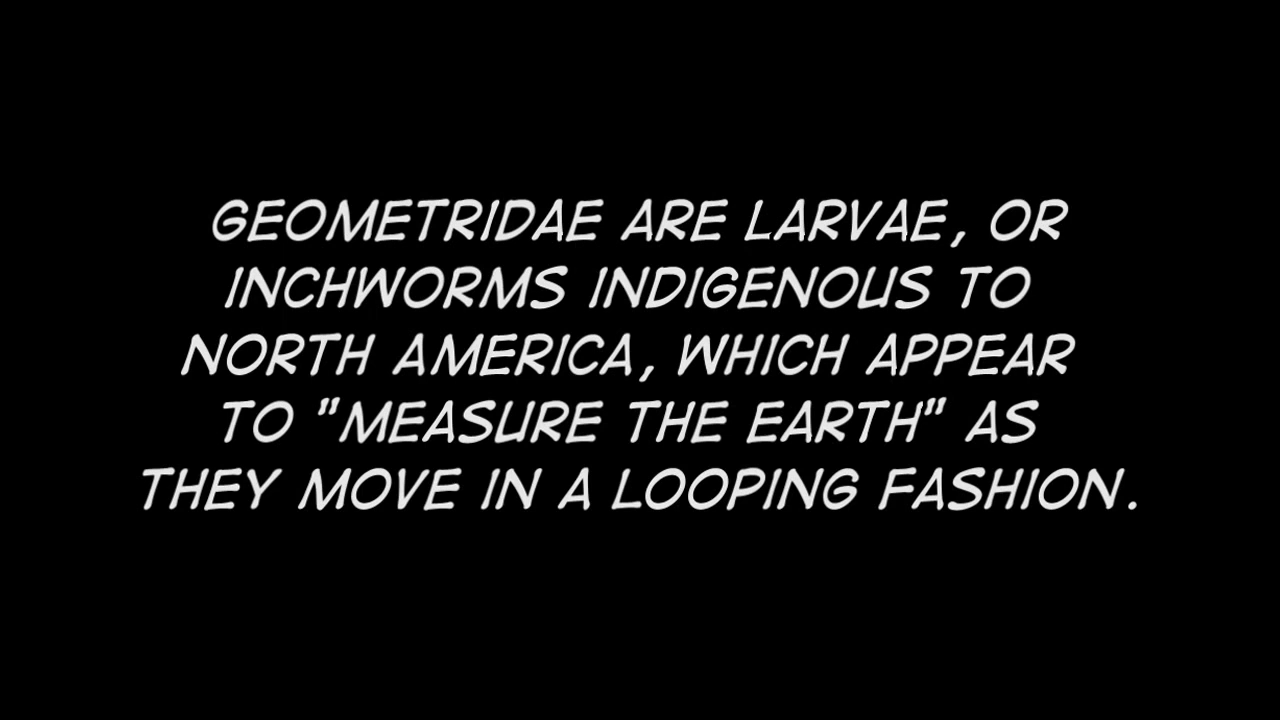 GEOMETRIDAE ARE LARVAE, OR
INCHWORMS INDIGENOUS TO
NORTH AMERICA, WHICH APPEAR
TO "MEASURE THE EARTH" AS
THEY MOVE IN A LOOPING FASHION.